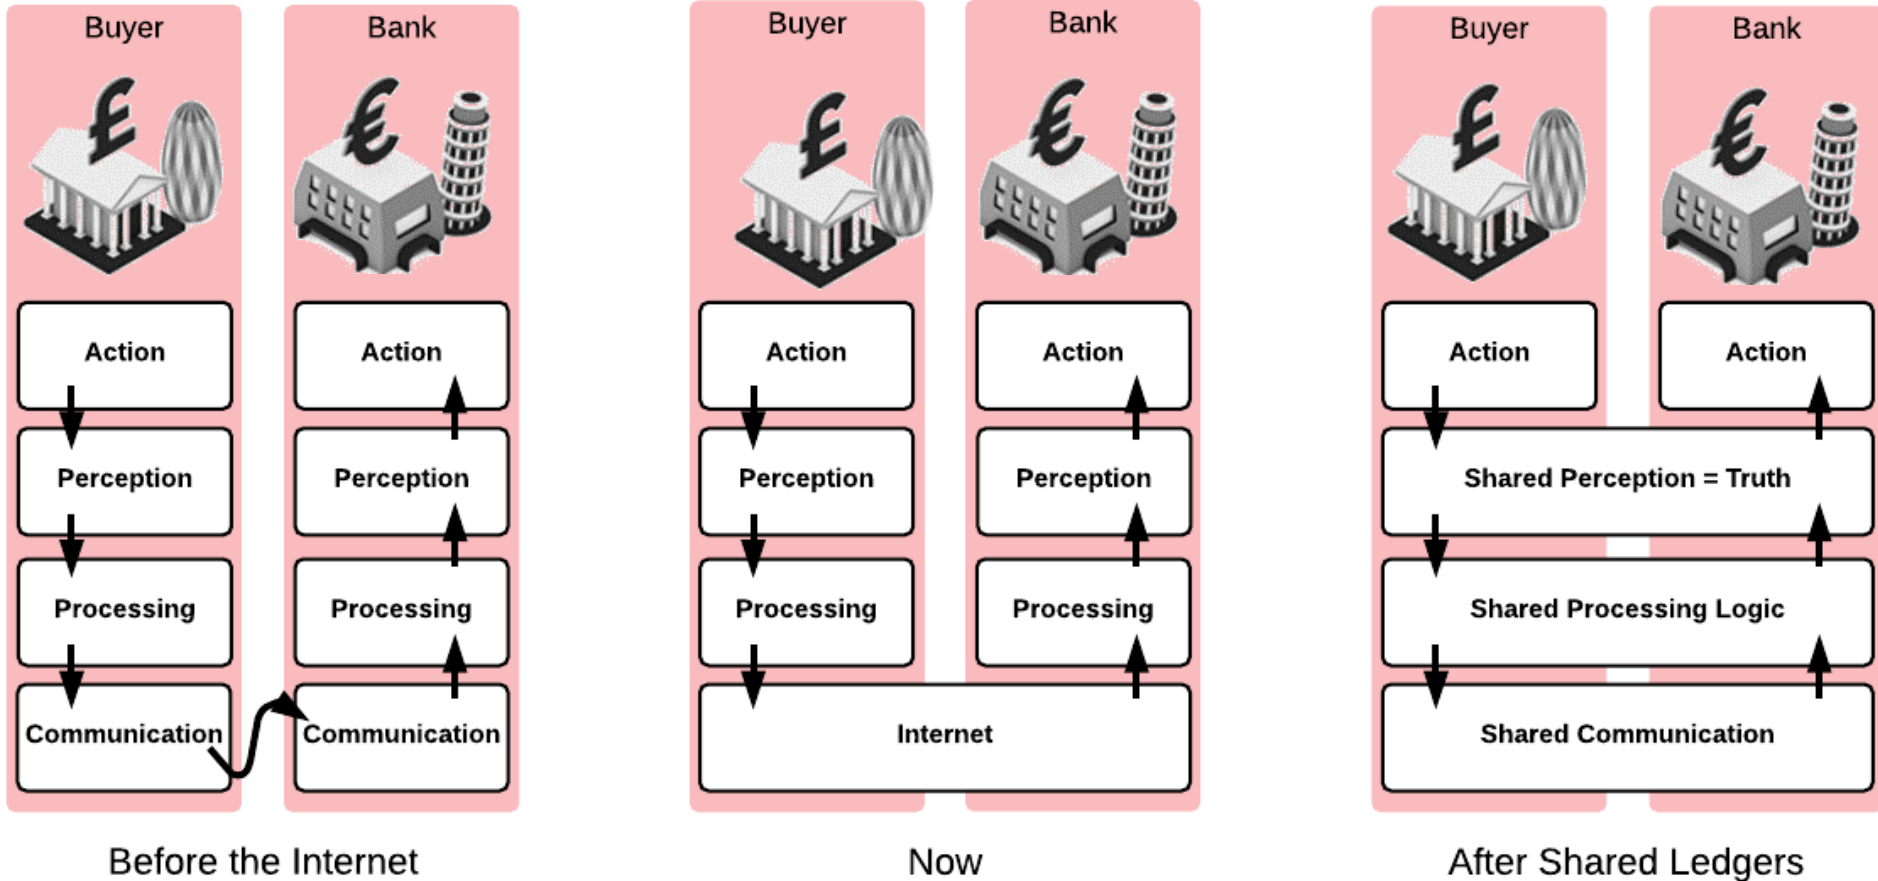 Buyer
Bank
£
€
Action
Action
Perception
Perception
Processing
Processing
Communication
Communication
Before the Internet
Buyer
Bank
£
€
Action
Action
Perception
Perception
Processing
Processing
Internet
Now
Buyer
Bank
£
€
Action
Action
Shared Perception = Truth
Shared Processing Logic
Shared Communication
After Shared Ledgers